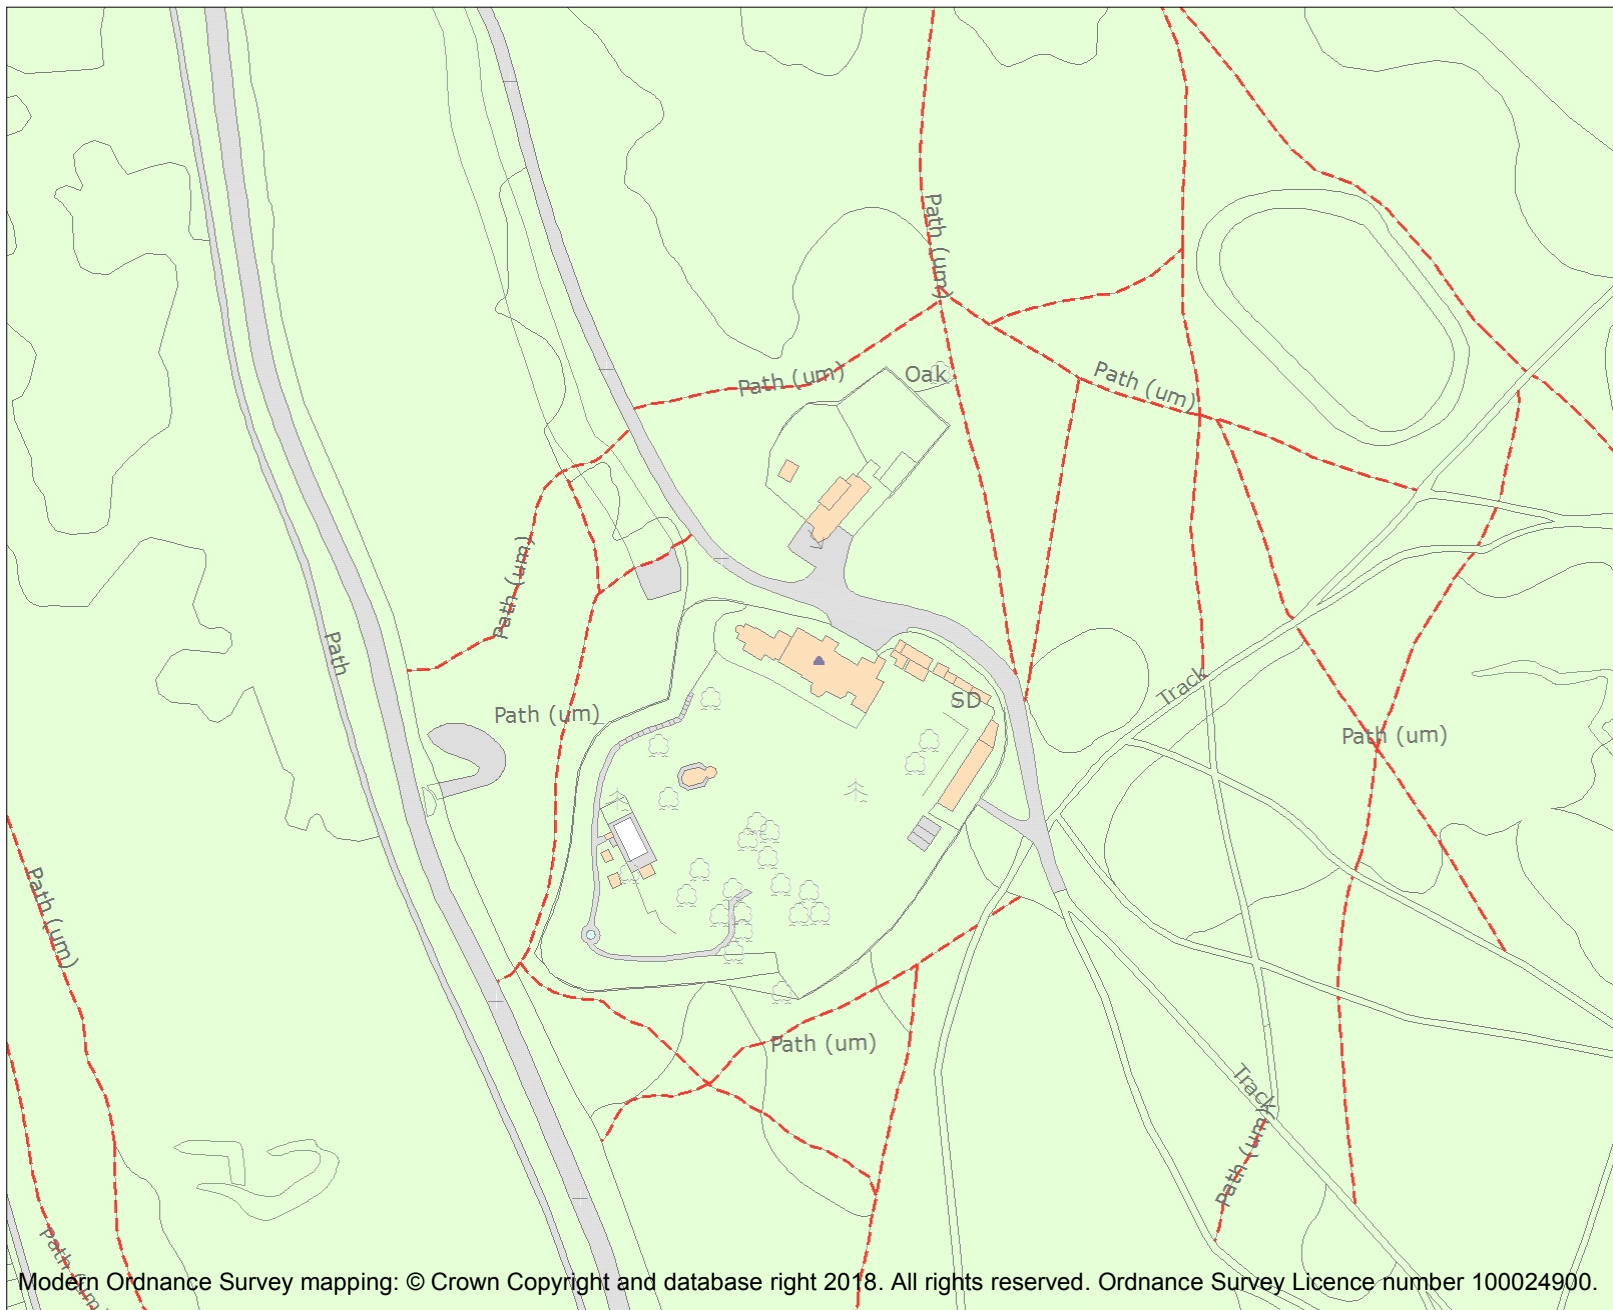 Path (um)
Oak
Path (um)
Path (um)
Path (um)
Path
Track
SD
Path (um)
Path (um)
Path (um)
Path (um)
Track
Path (um)
Path (um)
Modern Ordnance Survey mapping: © Crown Copyright and database right 2018. All rights reserved. Ordnance Survey Licence number 100024900.